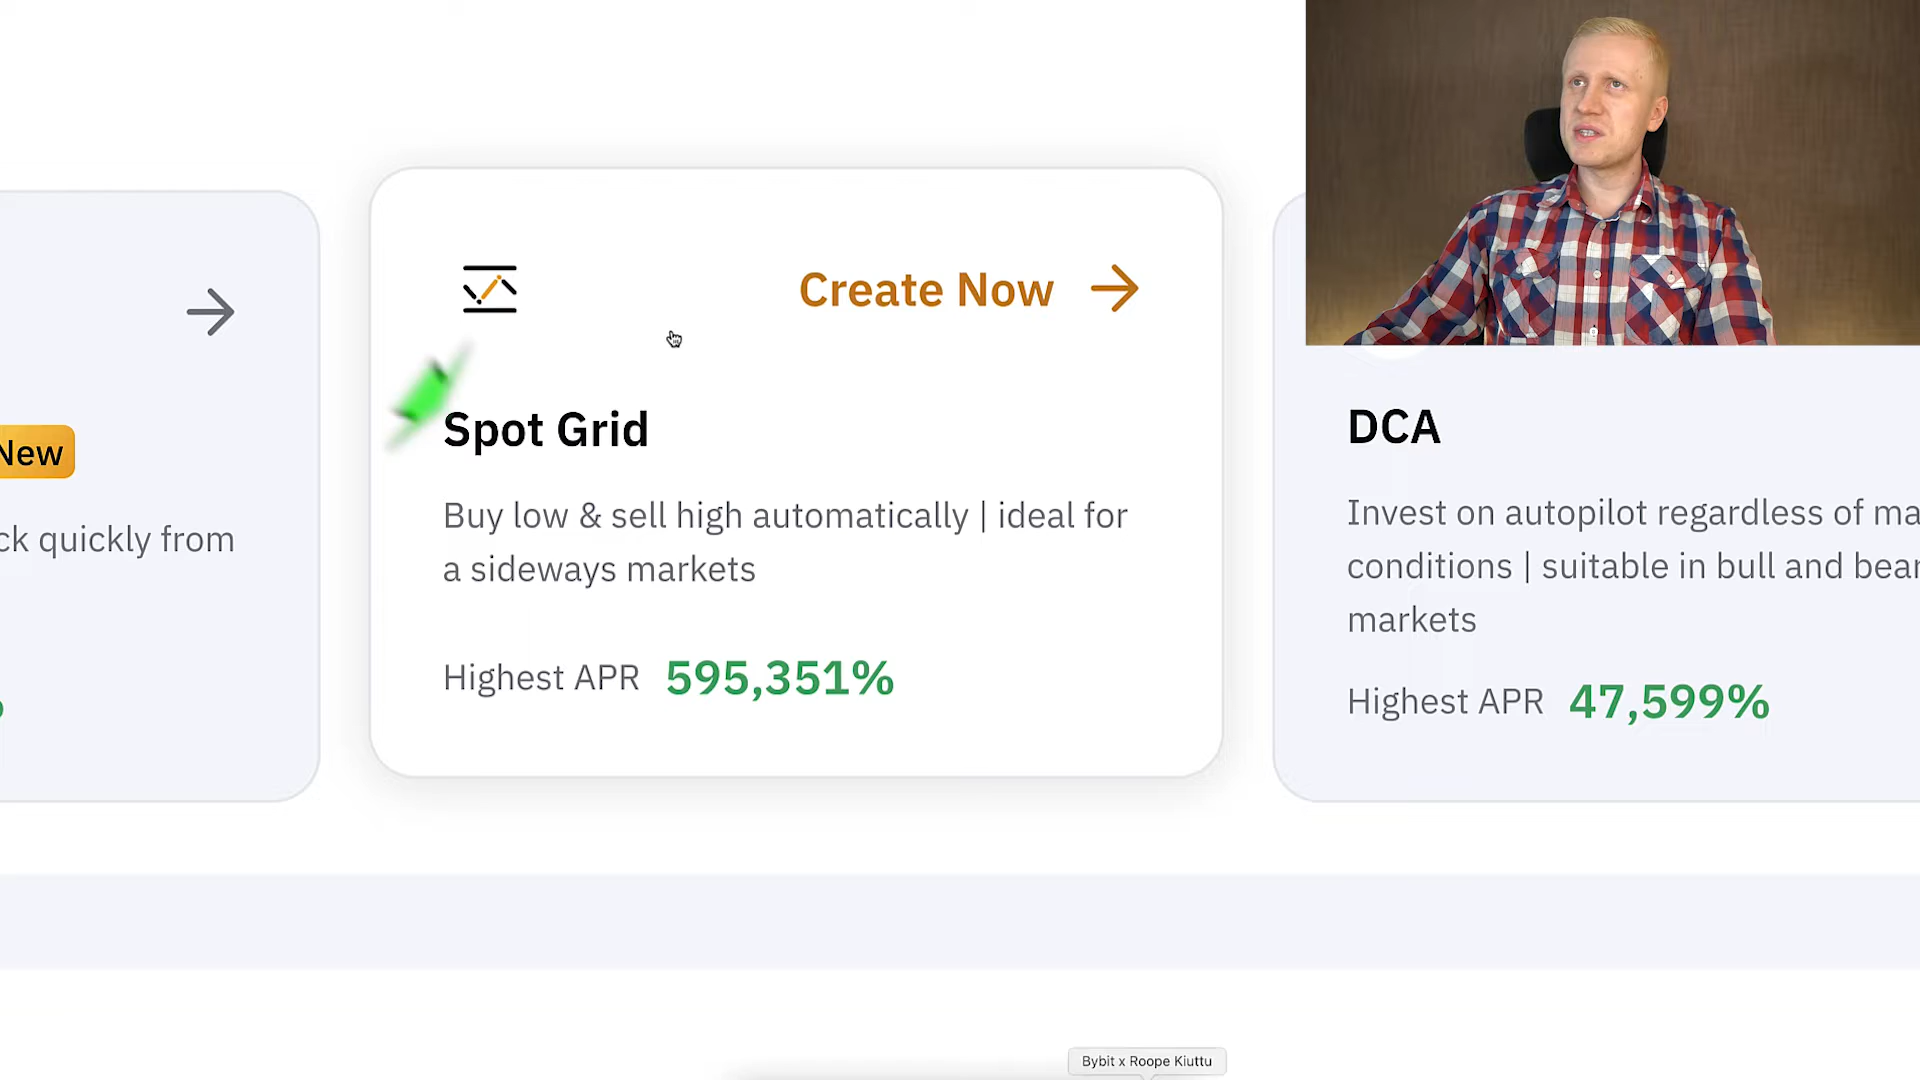 New
ck quickly from
Create Now
Spot Grid
Buy low & sell high automatically | ideal for
a sideways markets
Highest APR 595,351%
DCA
Invest on autopilot regardless of ma
conditions | suitable in bull and bear
markets
Highest APR 47,599%
Bybit x Roope Kiuttu